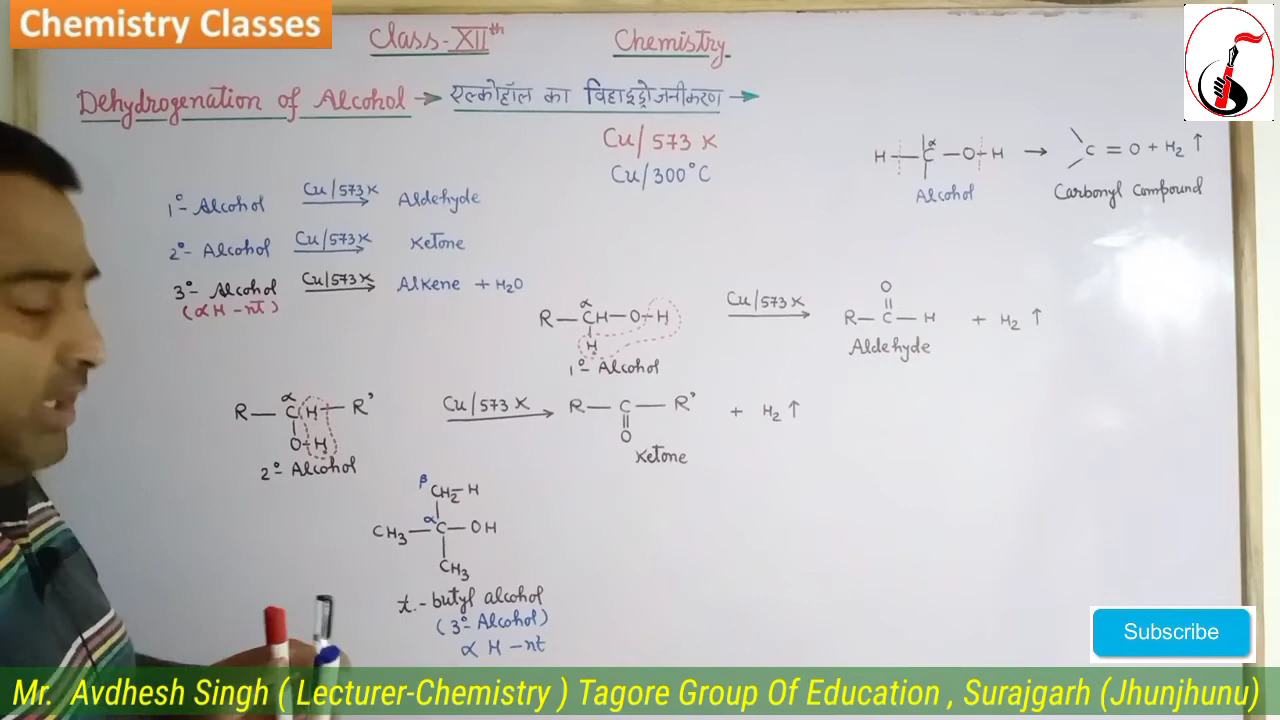 Chemistry Classes
Class-XIIth Chemistry
Dehydrogenation of Alcohol → एल्कोहॉल का विहाइड्रोजनीकरण →
Cu/573 K
Cu/300°C
H — C — O — H → C = O + H2 ↑
α
Alcohol Carbonyl Compound
1°- Alcohol Cu/573K → Aldehyde
2°- Alcohol Cu/573K → Ketone
3°- Alcohol Cu/573K → Alkene + H2O
(αH-nt)
α O
R — CH — O — H Cu/573K → R — C — H + H2 ↑
H
1°- Alcohol Aldehyde
α
R — C H — R' Cu/573 K → R — C — R' + H2 ↑
O-H O
2°- Alcohol Ketone
β CH2 — H
α
CH3 — C — OH
CH3
t.-butyl alcohol
(3°-Alcohol)
α H -nt
Subscribe
Mr. Avdhesh Singh ( Lecturer-Chemistry ) Tagore Group Of Education , Surajgarh (Jhunjhunu)